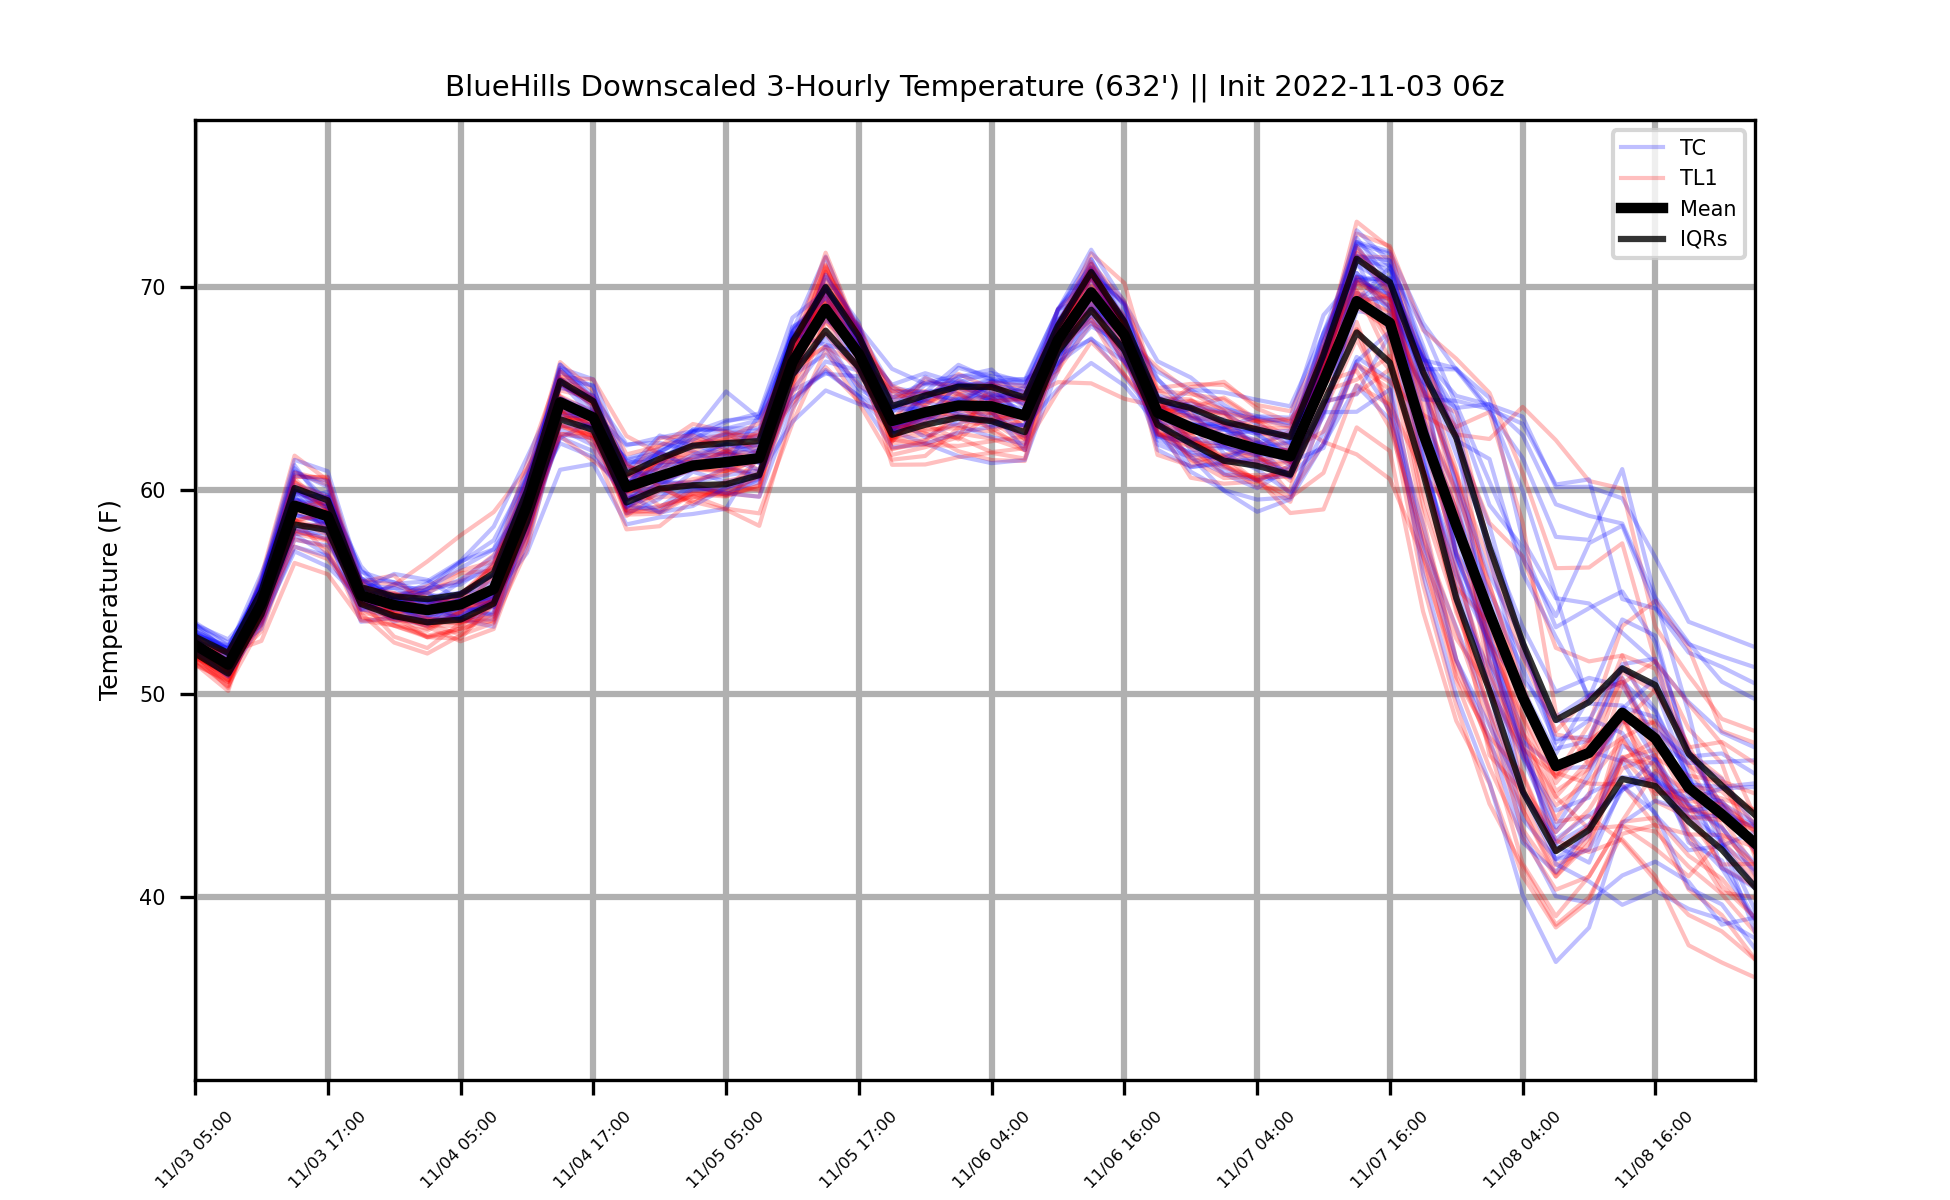 BlueHills Downscaled 3-Hourly Temperature (632') || Init 2022-11-03 06z
TC
TL1
Mean
IQRs
Temperature (F)
70
60
50
40
11/03 05:00
11/03 17:00
11/04 05:00
11/04 17:00
11/05 05:00
11/05 17:00
11/06 04:00
11/06 16:00
11/07 04:00
11/07 16:00
11/08 04:00
11/08 16:00